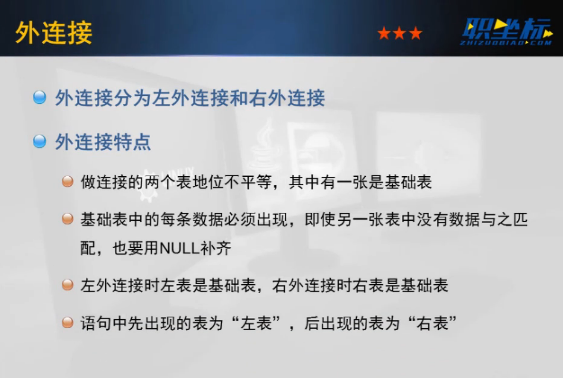 外连接
★★★
职坐标
ZHIZUOBIAO.COM
外连接分为左外连接和右外连接
外连接特点
做连接的两个表地位不平等，其中有一张是基础表
基础表中的每条数据必须出现，即使另一张表中没有数据与之匹
配，也要用NULL补齐
左外连接时左表是基础表，右外连接时右表是基础表
语句中先出现的表为“左表”，后出现的表为“右表”